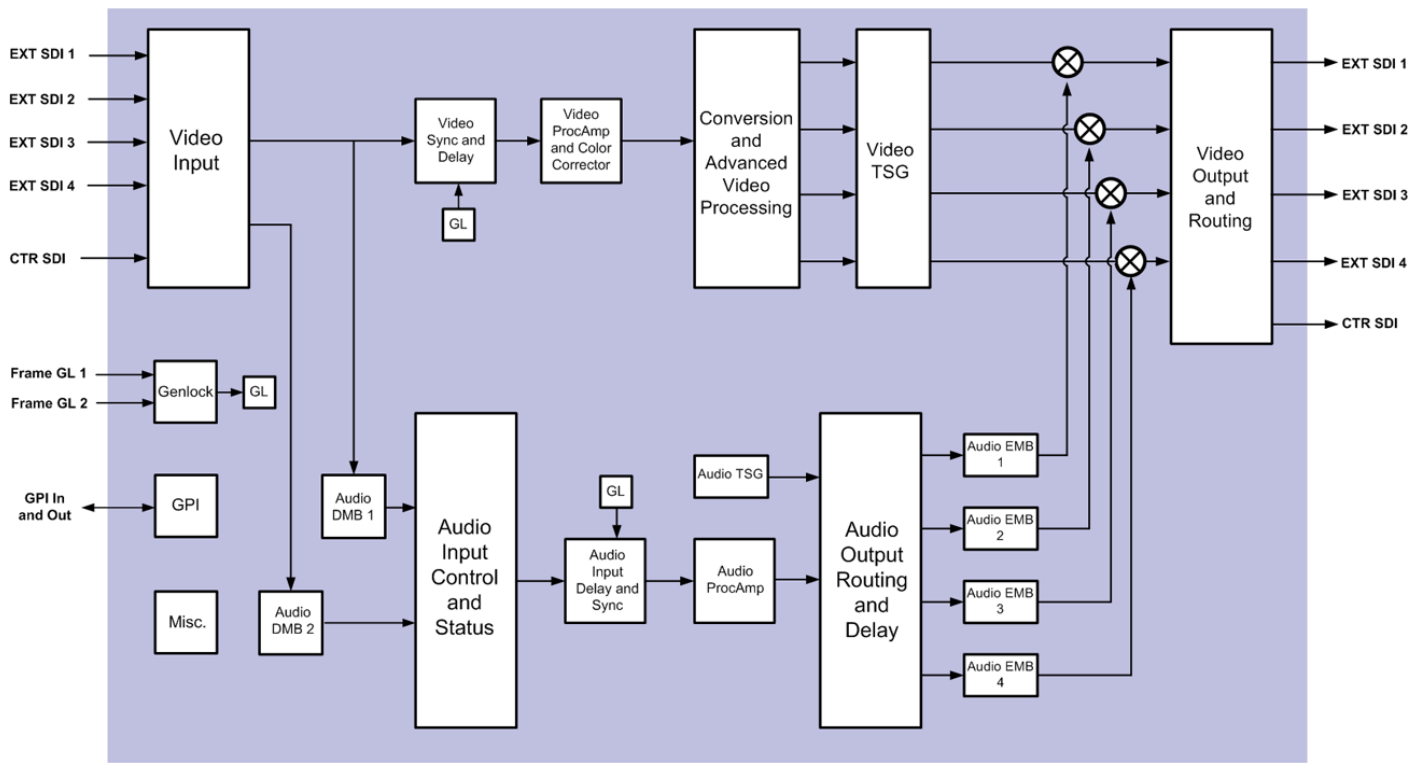 EXT SDI 1
EXT SDI 2
EXT SDI 3
EXT SDI 4
CTR SDI
Video
Input
Video
Sync and
Delay
GL
Video
ProcAmp
and Color
Corrector
Conversion
and
Advanced
Video
Processing
Video
TSG
Video
Output
and
Routing
EXT SDI 1
EXT SDI 2
EXT SDI 3
EXT SDI 4
CTR SDI
Frame GL 1
Frame GL 2
Genlock
GL
GPI In
and Out
GPI
Misc.
Audio
DMB 1
Audio
DMB 2
Audio
Input
Control
and
Status
GL
Audio
Input
Delay and
Sync
Audio TSG
Audio
ProcAmp
Audio
Output
Routing
and
Delay
Audio EMB
1
Audio EMB
2
Audio EMB
3
Audio EMB
4